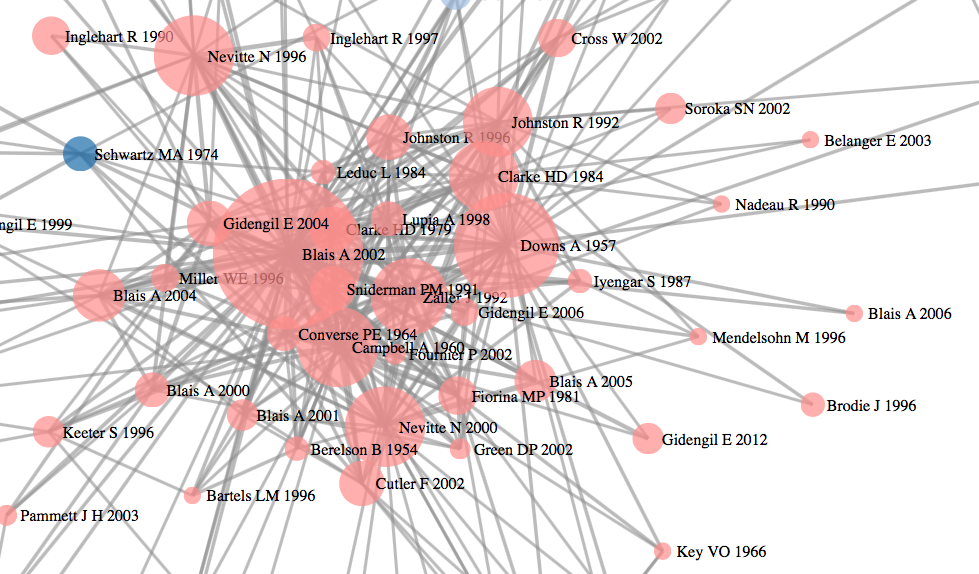 Inglehart R 1990
Inglehart R 1997
Cross W 2002
Nevitte N 1996
Soroka SN 2002
Johnston R 1992
Johnston R 1996
Belanger E 2003
Schwartz MA 1974
Leduc L 1984
Clarke HD 1984
Nadeau R 1990
ngil E 1999
Gidengil E 2004
Lupia A 1998
Clarke HD 1979
Downs A 1957
Blais A 2002
Miller WE 1996
Iyengar S 1987
Sniderman PM 1991
Blais A 2004
Zaller J 1992
Gidengil E 2006
Blais A 2006
Converse PE 1964
Mendelsohn M 1996
Campbell A 1960
Fournier P 2002
Blais A 2005
Blais A 2000
Fiorina MP 1981
Brodie J 1996
Blais A 2001
Nevitte N 2000
Keeter S 1996
Gidengil E 2012
Berelson B 1954
Green DP 2002
Cutler F 2002
Bartels LM 1996
Pammett J H 2003
Key VO 1966